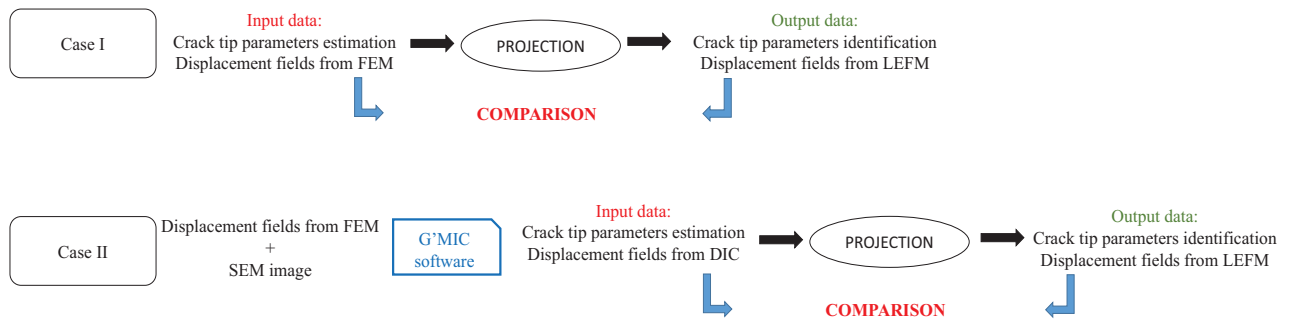 Case I
Input data:
Crack tip parameters estimation
Displacement fields from FEM
PROJECTION
Output data:
Crack tip parameters identification
Displacement fields from LEFM
COMPARISON
Case II
Displacement fields from FEM
+
SEM image
G’MIC
software
Input data:
Crack tip parameters estimation
Displacement fields from DIC
PROJECTION
Output data:
Crack tip parameters identification
Displacement fields from LEFM
COMPARISON